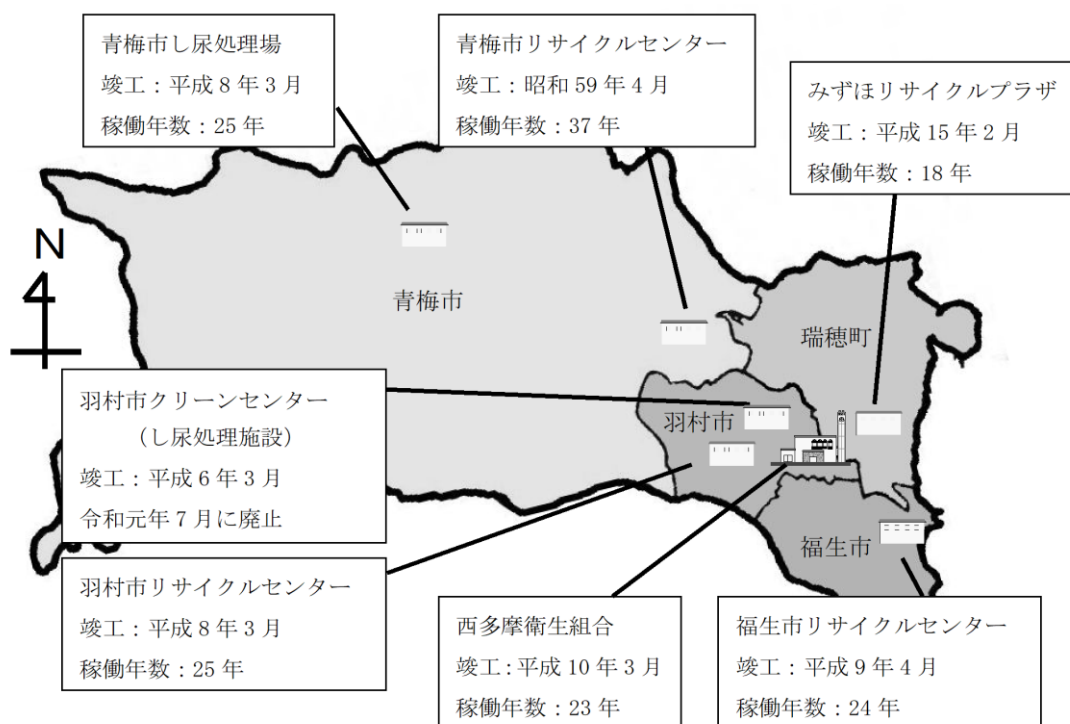 青梅市し尿処理場
竣工：平成 8 年 3 月
稼働年数：25 年
青梅市リサイクルセンター
竣工：昭和 59 年 4 月
稼働年数：37 年
みずほリサイクルプラザ
竣工：平成 15 年 2 月
稼働年数：18 年
N
青梅市
瑞穂町
羽村市
福生市
羽村市クリーンセンター
（し尿処理施設）
竣工：平成 6 年 3 月
令和元年 7 月に廃止
羽村市リサイクルセンター
竣工：平成 8 年 3 月
稼働年数：25 年
西多摩衛生組合
竣工：平成 10 年 3 月
稼働年数：23 年
福生市リサイクルセンター
竣工：平成 9 年 4 月
稼働年数：24 年